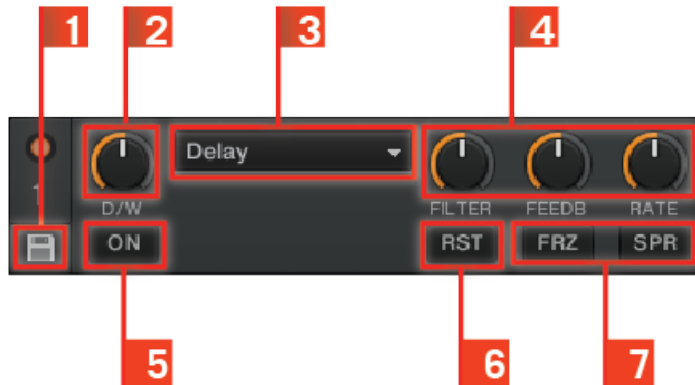 1 2 3 4
Delay
D/W FILTER FEEDB RATE
ON RST FRZ SPR
5 6 7